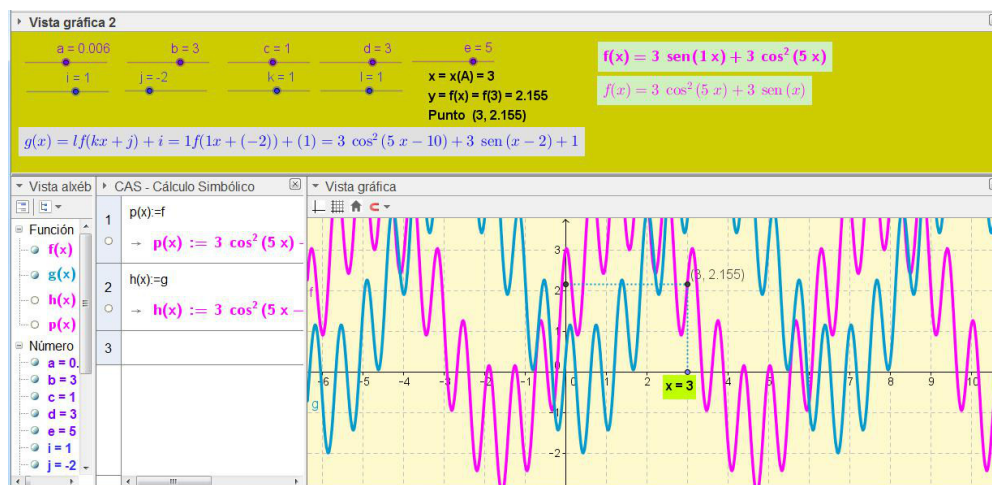 Vista gráfica 2
a = 0.006 b = 3 c = 1 d = 3 e = 5
i = 1 j = -2 k = 1 l = 1
x = x(A) = 3
y = f(x) = f(3) = 2.155
Punto (3, 2.155)
f(x) = 3 sen(1 x) + 3 cos²(5 x)
f(x) = 3 cos²(5 x) + 3 sen (x)
g(x) = lf(kx + j) + i = 1f(1x + (-2)) + (1) = 3 cos²(5 x − 10) + 3 sen (x − 2) + 1
Vista alxéb
Función
f(x)
g(x)
h(x)
p(x)
Número
a = 0.
b = 3
c = 1
d = 3
e = 5
i = 1
j = -2
CAS - Cálculo Simbólico
1 p(x):=f
→ p(x) := 3 cos² (5 x) -
2 h(x):=g
→ h(x) := 3 cos² (5 x −
3
Vista gráfica
f
g
(3, 2.155)
x = 3
3
2
1
0
-1
-2
-6 -5 -4 -3 -2 -1 0 1 2 3 4 5 6 7 8 9 10